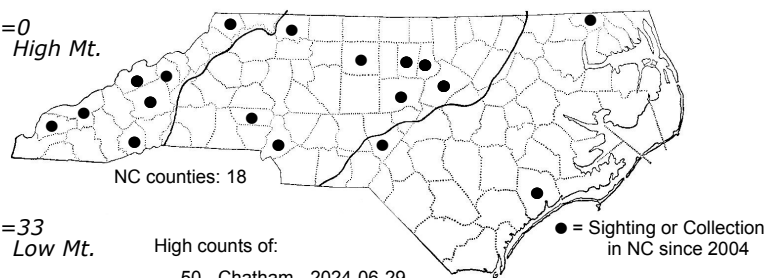 =0
High Mt.
NC counties: 18
=33
Low Mt.
High counts of:
● = Sighting or Collection
in NC since 2004
50 - Chatham - 2024-06-29